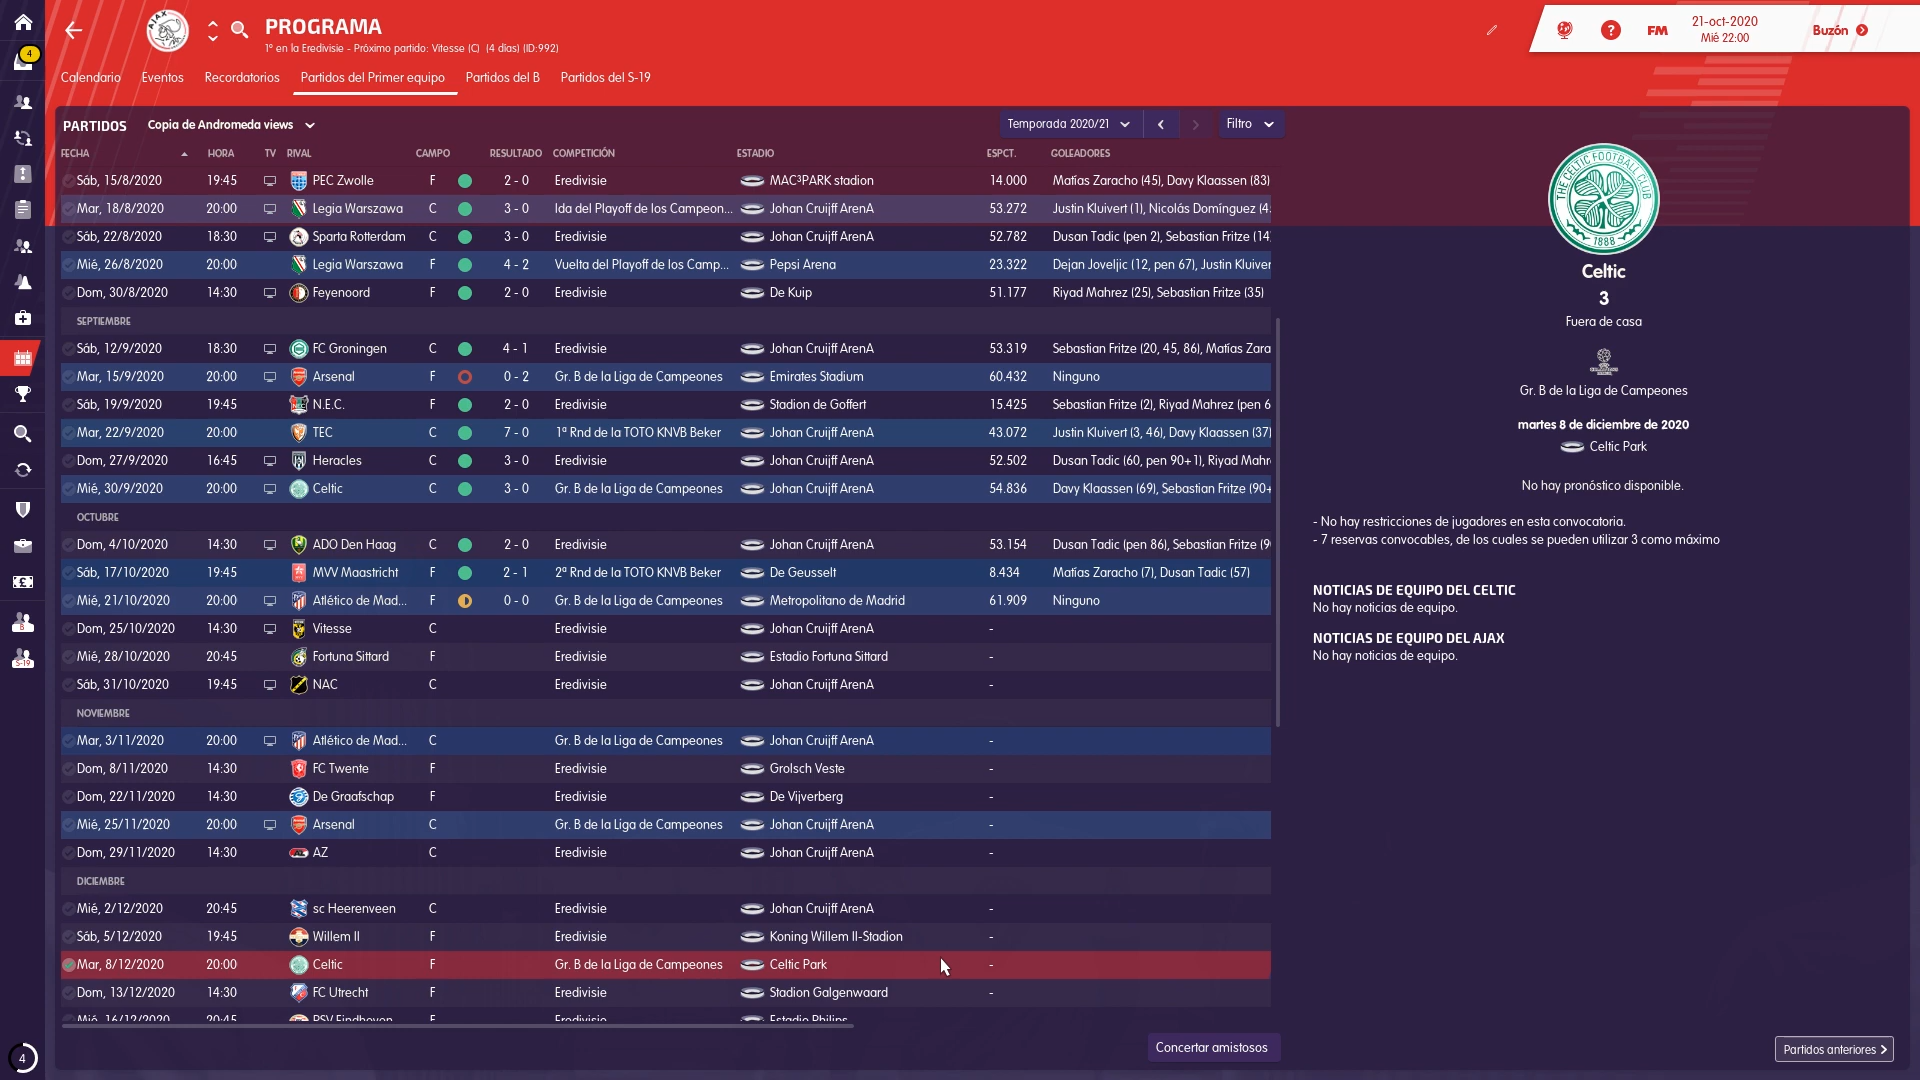 PROGRAMA
21-oct-2020
Mié 22:00
FM
Buzón
4
1º en la Eredivisie - Próximo partido: Vitesse (C) (4 días) (ID:992)
Calendario Eventos Recordatorios Partidos del Primer equipo Partidos del B Partidos del S-19
PARTIDOS Copia de Andromeda views Temporada 2020/21 Filtro
FECHA HORA TV RIVAL CAMPO RESULTADO COMPETICIÓN ESTADIO ESPCT. GOLEADORES
Sáb, 15/8/2020 19:45 PEC Zwolle F 2 - 0 Eredivisie MAC³PARK stadion 14.000 Matías Zaracho (45), Davy Klaassen (83)
Mar, 18/8/2020 20:00 Legia Warszawa C 3 - 0 Ida del Playoff de los Campeon... Johan Cruijff ArenA 53.272 Justin Kluivert (1), Nicolás Domínguez (4
Sáb, 22/8/2020 18:30 Sparta Rotterdam C 3 - 0 Eredivisie Johan Cruijff ArenA 52.782 Dusan Tadic (pen 2), Sebastian Fritze (14
Mié, 26/8/2020 20:00 Legia Warszawa F 4 - 2 Vuelta del Playoff de los Camp... Pepsi Arena 23.322 Dejan Joveljic (12, pen 67), Justin Kluiver
Dom, 30/8/2020 14:30 Feyenoord F 2 - 0 Eredivisie De Kuip 51.177 Riyad Mahrez (25), Sebastian Fritze (35)
SEPTIEMBRE
Sáb, 12/9/2020 18:30 FC Groningen C 4 - 1 Eredivisie Johan Cruijff ArenA 53.319 Sebastian Fritze (20, 45, 86), Matías Zara
Mar, 15/9/2020 20:00 Arsenal F 0 - 2 Gr. B de la Liga de Campeones Emirates Stadium 60.432 Ninguno
Sáb, 19/9/2020 19:45 N.E.C. F 2 - 0 Eredivisie Stadion de Goffert 15.425 Sebastian Fritze (2), Riyad Mahrez (pen 6
Mar, 22/9/2020 20:00 TEC C 7 - 0 1ª Rnd de la TOTO KNVB Beker Johan Cruijff ArenA 43.072 Justin Kluivert (3, 46), Davy Klaassen (37)
Dom, 27/9/2020 16:45 Heracles C 3 - 0 Eredivisie Johan Cruijff ArenA 52.502 Dusan Tadic (60, pen 90+1), Riyad Mahr
Mié, 30/9/2020 20:00 Celtic C 3 - 0 Gr. B de la Liga de Campeones Johan Cruijff ArenA 54.836 Davy Klaassen (69), Sebastian Fritze (90+
OCTUBRE
Dom, 4/10/2020 14:30 ADO Den Haag C 2 - 0 Eredivisie Johan Cruijff ArenA 53.154 Dusan Tadic (pen 86), Sebastian Fritze (9
Sáb, 17/10/2020 19:45 MVV Maastricht F 2 - 1 2ª Rnd de la TOTO KNVB Beker De Geusselt 8.434 Matías Zaracho (7), Dusan Tadic (57)
Mié, 21/10/2020 20:00 Atlético de Mad... F 0 - 0 Gr. B de la Liga de Campeones Metropolitano de Madrid 61.909 Ninguno
Dom, 25/10/2020 14:30 Vitesse C Eredivisie Johan Cruijff ArenA -
Mié, 28/10/2020 20:45 Fortuna Sittard F Eredivisie Estadio Fortuna Sittard -
Sáb, 31/10/2020 19:45 NAC C Eredivisie Johan Cruijff ArenA -
NOVIEMBRE
Mar, 3/11/2020 20:00 Atlético de Mad... C Gr. B de la Liga de Campeones Johan Cruijff ArenA -
Dom, 8/11/2020 14:30 FC Twente F Eredivisie Grolsch Veste -
Dom, 22/11/2020 14:30 De Graafschap F Eredivisie De Vijverberg -
Mié, 25/11/2020 20:00 Arsenal C Gr. B de la Liga de Campeones Johan Cruijff ArenA -
Dom, 29/11/2020 14:30 AZ C Eredivisie Johan Cruijff ArenA -
DICIEMBRE
Mié, 2/12/2020 20:45 sc Heerenveen C Eredivisie Johan Cruijff ArenA -
Sáb, 5/12/2020 19:45 Willem II F Eredivisie Koning Willem II-Stadion -
Mar, 8/12/2020 20:00 Celtic F Gr. B de la Liga de Campeones Celtic Park -
Dom, 13/12/2020 14:30 FC Utrecht F Eredivisie Stadion Galgenwaard -
Mié, 16/12/2020 20:45 PSV Eindhoven F Eredivisie Estadio Philips
Concertar amistosos
THE CELTIC FOOTBALL CLUB
1888
Celtic
3
Fuera de casa
Gr. B de la Liga de Campeones
martes 8 de diciembre de 2020
Celtic Park
No hay pronóstico disponible.
- No hay restricciones de jugadores en esta convocatoria.
- 7 reservas convocables, de los cuales se pueden utilizar 3 como máximo
NOTICIAS DE EQUIPO DEL CELTIC
No hay noticias de equipo.
NOTICIAS DE EQUIPO DEL AJAX
No hay noticias de equipo.
Partidos anteriores
B
S-19
4